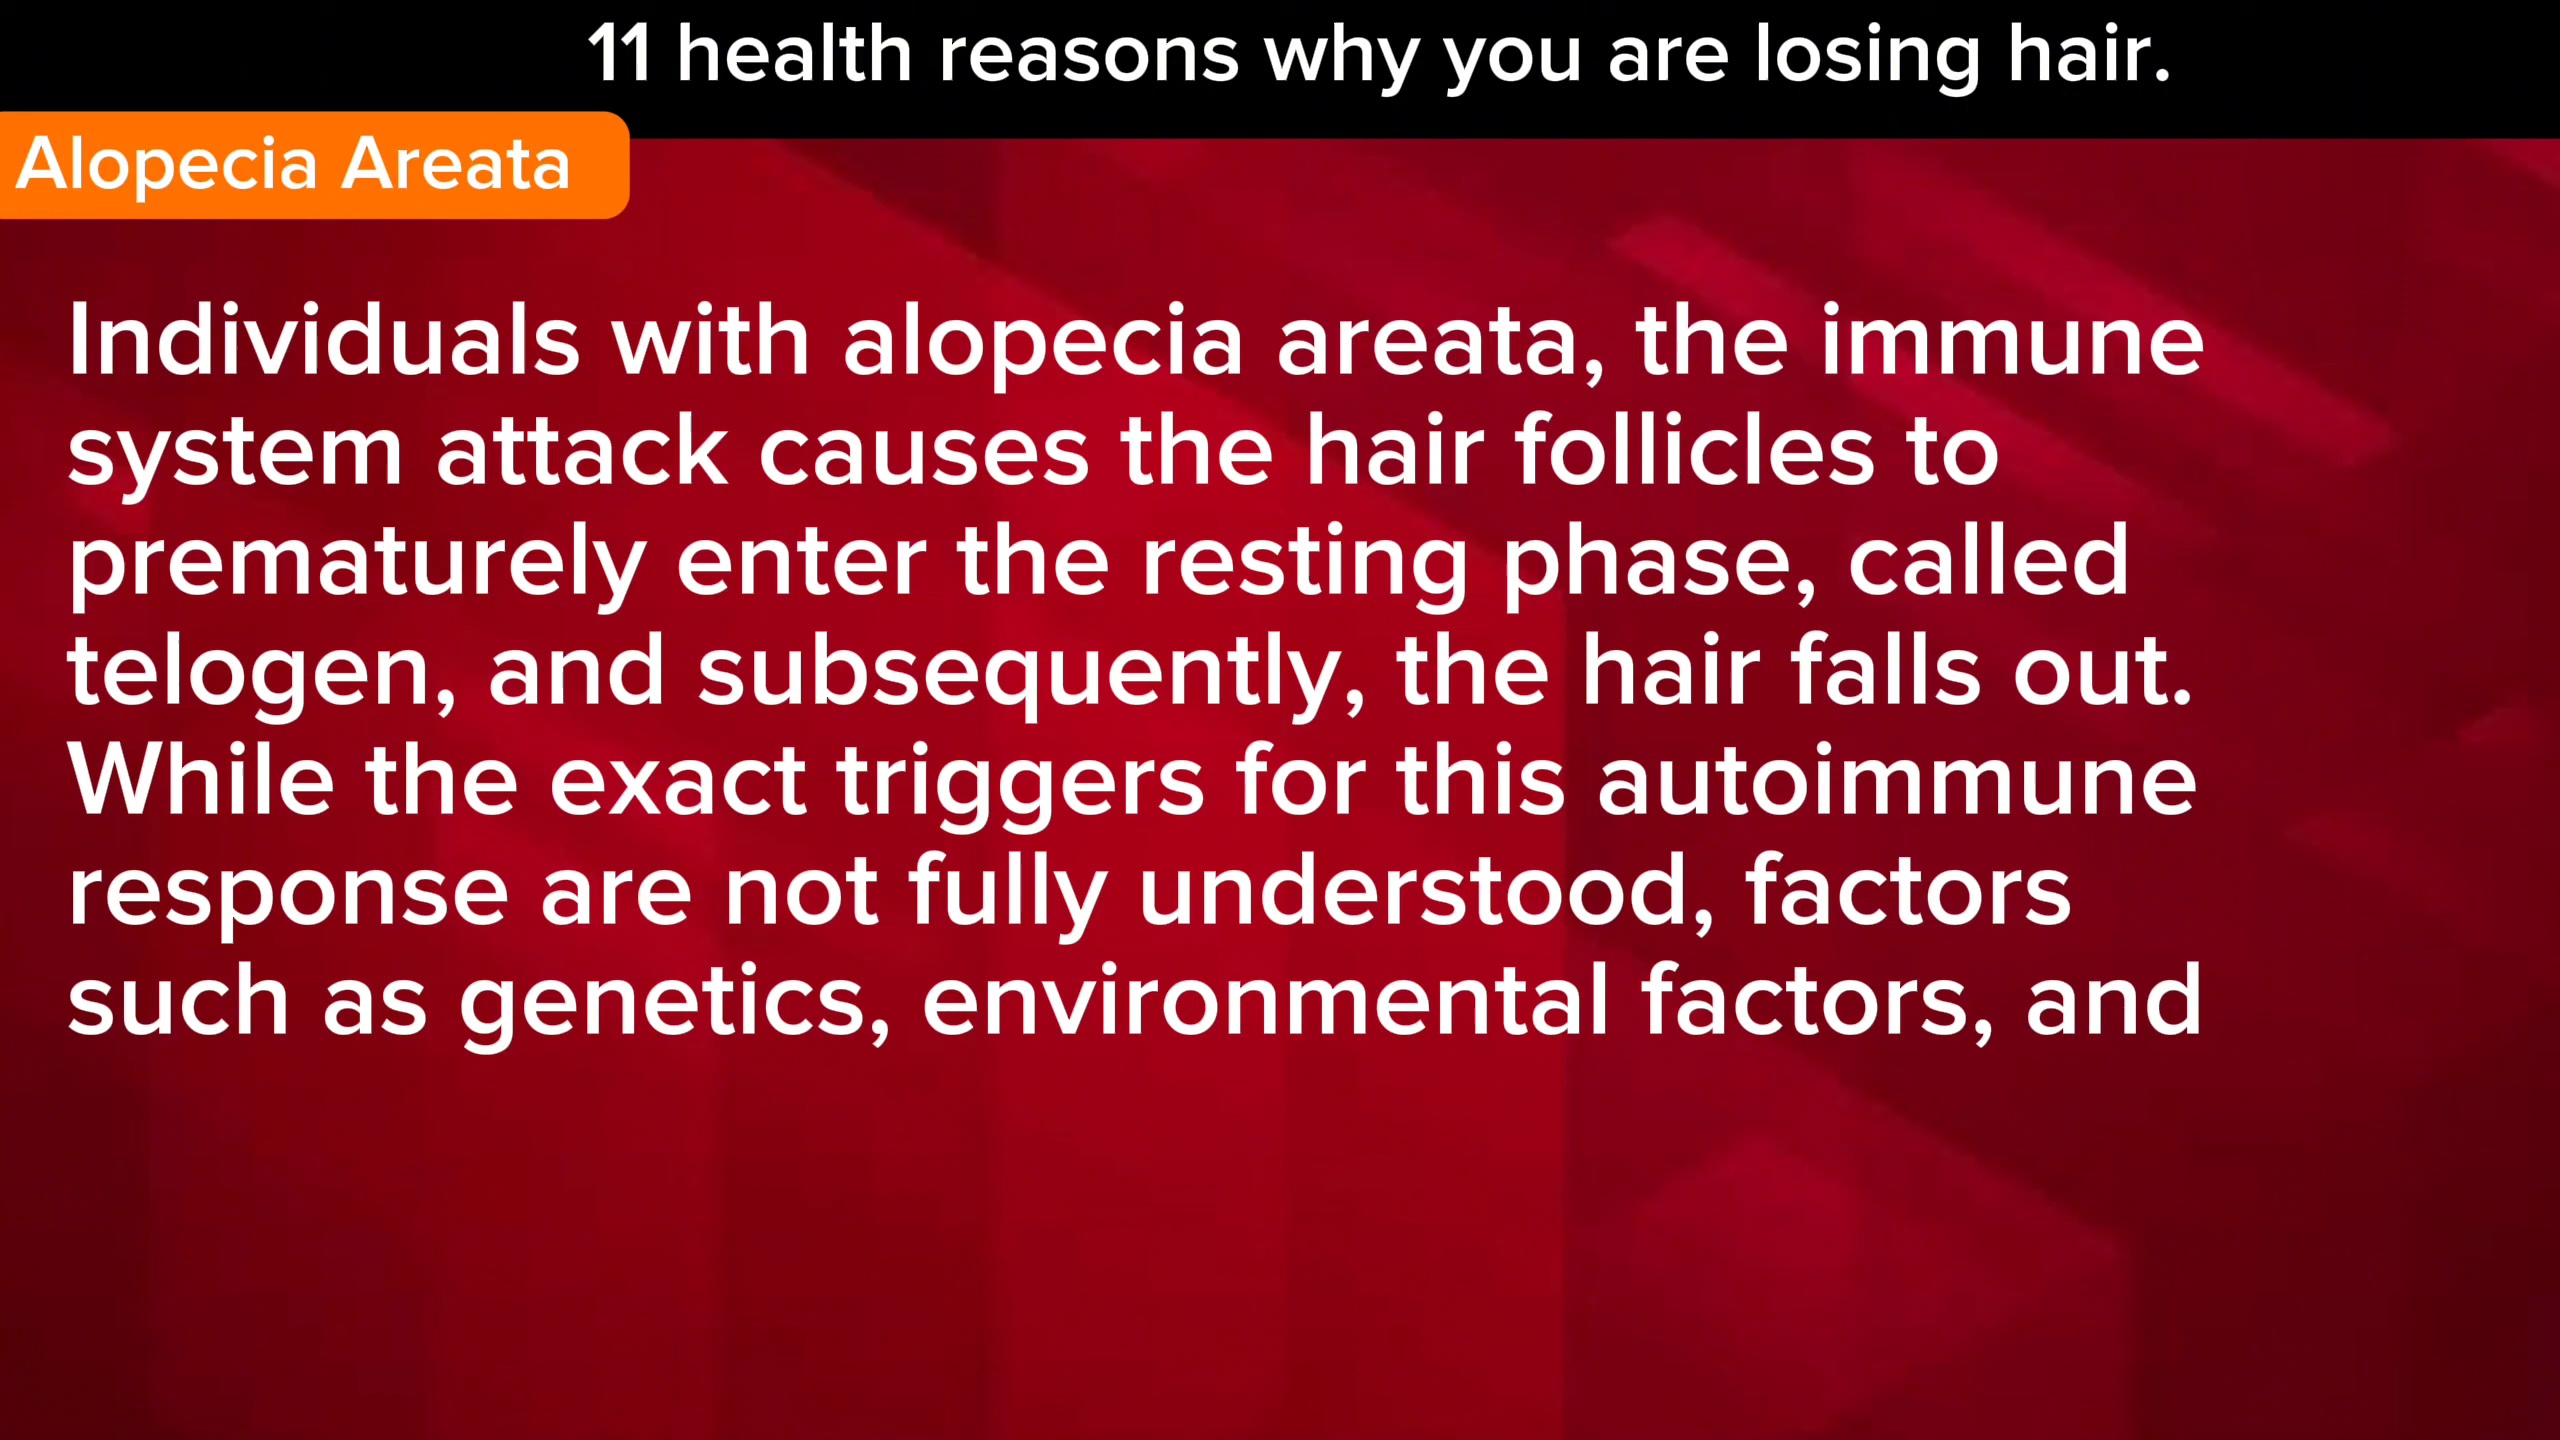 11 health reasons why you are losing hair.
Alopecia Areata
Individuals with alopecia areata, the immune
system attack causes the hair follicles to
prematurely enter the resting phase, called
telogen, and subsequently, the hair falls out.
While the exact triggers for this autoimmune
response are not fully understood, factors
such as genetics, environmental factors, and